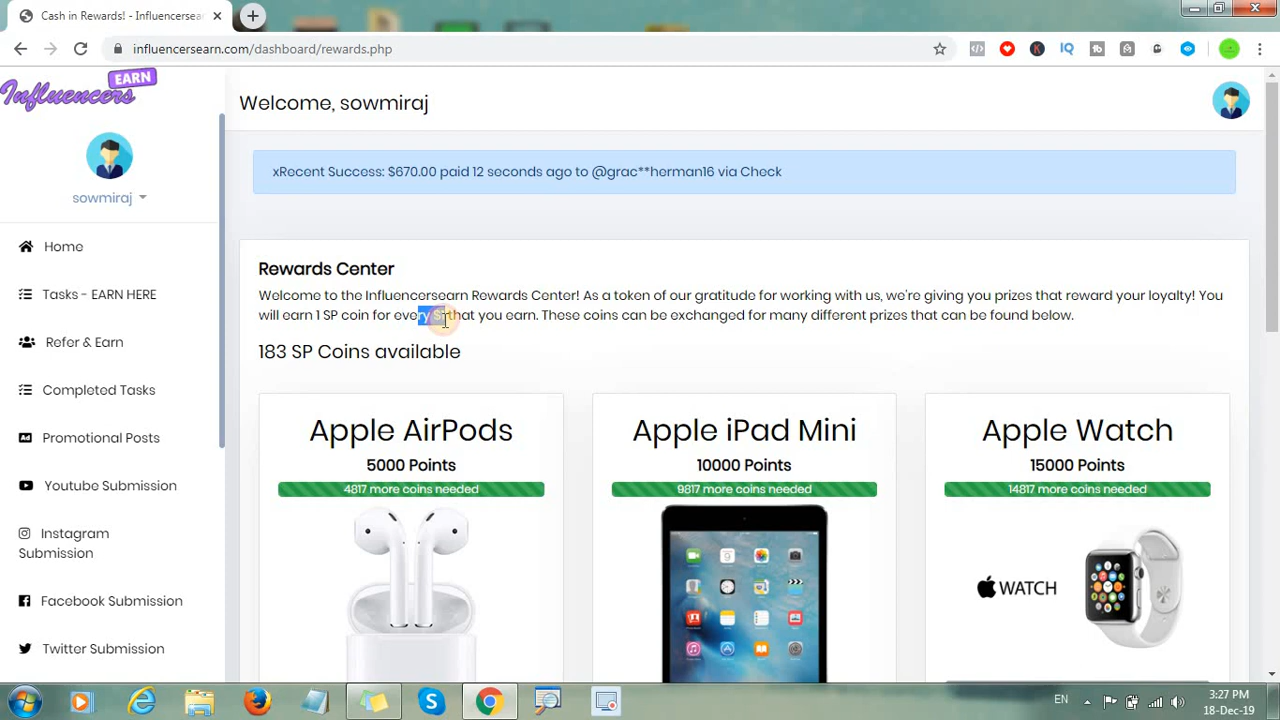 Cash in Rewards! - Influencersearn
influencersearn.com/dashboard/rewards.php
Influencers EARN
sowmiraj
Home
Tasks - EARN HERE
Refer & Earn
Completed Tasks
Promotional Posts
Youtube Submission
Instagram
Submission
Facebook Submission
Twitter Submission
Welcome, sowmiraj
xRecent Success: $670.00 paid 12 seconds ago to @grac**herman16 via Check
Rewards Center
Welcome to the Influencersearn Rewards Center! As a token of our gratitude for working with us, we're giving you prizes that reward your loyalty! You
will earn 1 SP coin for every $1 that you earn. These coins can be exchanged for many different prizes that can be found below.
183 SP Coins available
Apple AirPods
5000 Points
4817 more coins needed
Apple iPad Mini
10000 Points
9817 more coins needed
Apple Watch
15000 Points
14817 more coins needed
WATCH
EN
3:27 PM
18-Dec-19